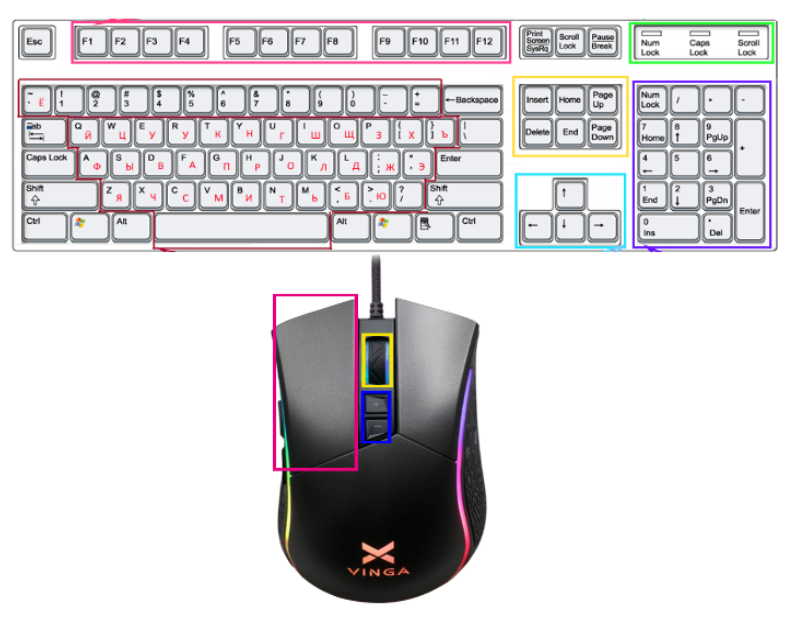 Esc F1 F2 F3 F4 F5 F6 F7 F8 F9 F10 F11 F12 Print Screen SysRq Scroll Lock Pause Break Num Lock Caps Lock Scroll Lock
~ Ё ! 1 @ 2 # 3 $ 4 % 5 ^ 6 & 7 * 8 ( 9 ) 0 _ - + = ←Backspace Insert Home Page Up Num Lock / * -
Q Й W Ц E У R У T К Y Н U Г I Ш O Щ P З { [ Х } ] Ъ | \ Delete End Page Down 7 Home 8 ↑ 9 PgUp +
Caps Lock A Ф S Ы D В F А G П H Р J О K Л L Д : ; Ж " ' Э Enter 4 ← 5 6 →
Shift Z Я X Ч C С V М B И N Т M Ь < , Б > . Ю ? / Shift ↑ 1 End 2 ↓ 3 PgDn Enter
Ctrl Alt Alt Ctrl ← ↓ → 0 Ins . Del
+
−
VINGA